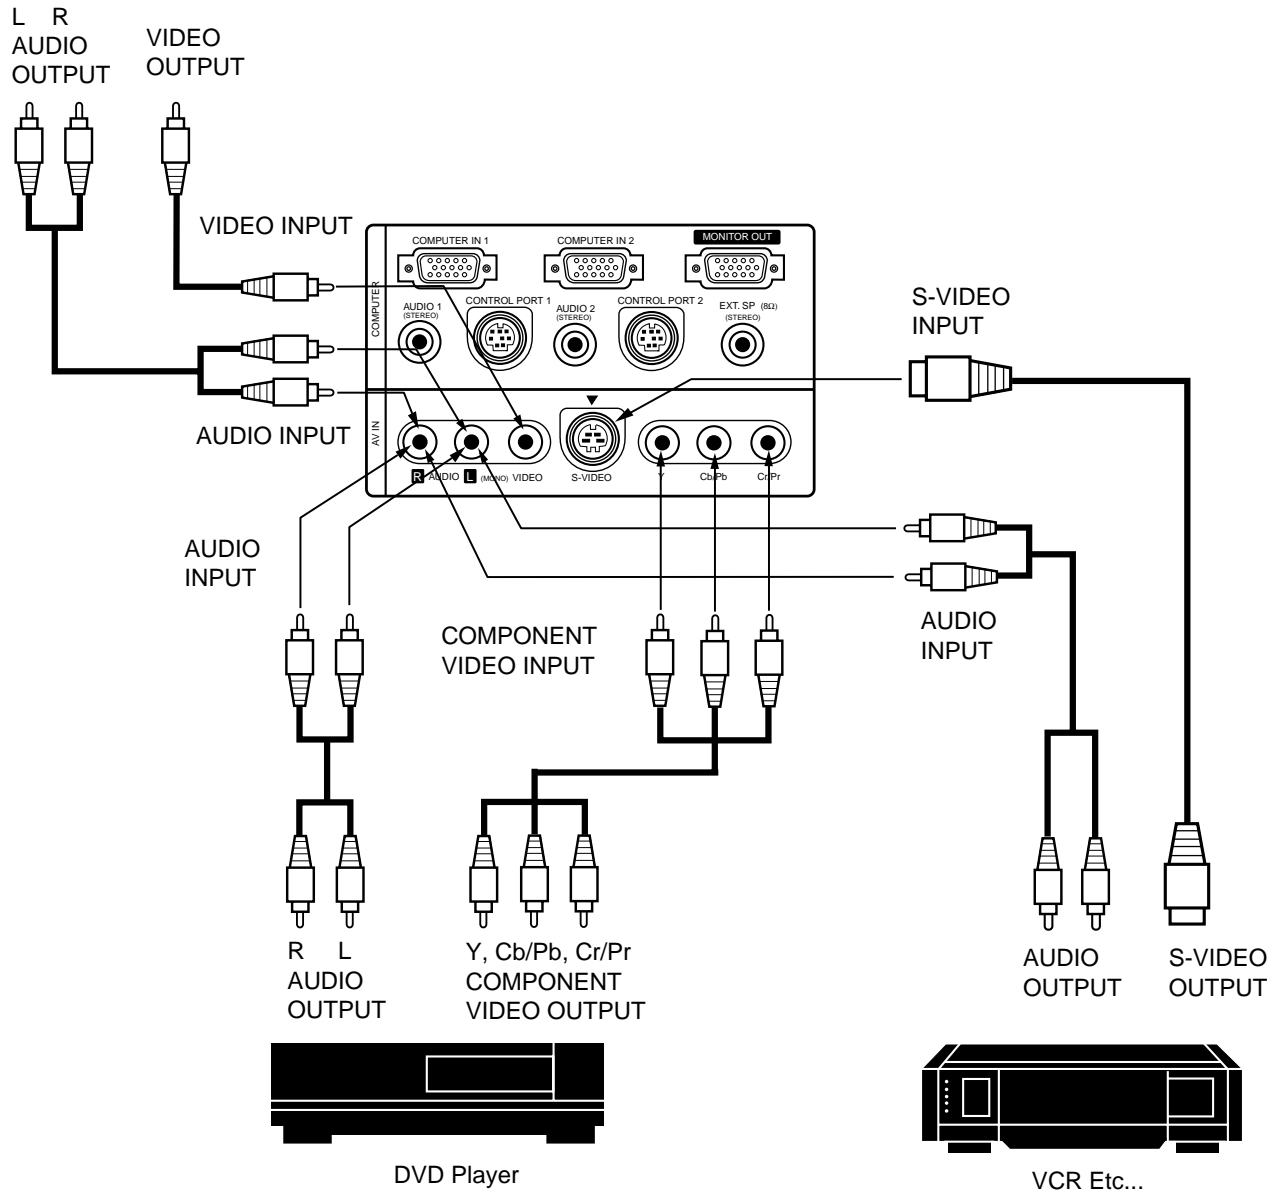 L R
AUDIO
OUTPUT
VIDEO
OUTPUT
VIDEO INPUT
AUDIO INPUT
COMPUTER
COMPUTER IN 1
COMPUTER IN 2
MONITOR OUT
AUDIO 1
(STEREO)
CONTROL PORT 1
AUDIO 2
(STEREO)
CONTROL PORT 2
EXT. SP (8Ω)
(STEREO)
AV IN
R AUDIO L (MONO) VIDEO
S-VIDEO
Y
Cb/Pb
Cr/Pr
S-VIDEO
INPUT
AUDIO
INPUT
COMPONENT
VIDEO INPUT
AUDIO
INPUT
R L
AUDIO
OUTPUT
Y, Cb/Pb, Cr/Pr
COMPONENT
VIDEO OUTPUT
AUDIO
OUTPUT
S-VIDEO
OUTPUT
DVD Player
VCR Etc...